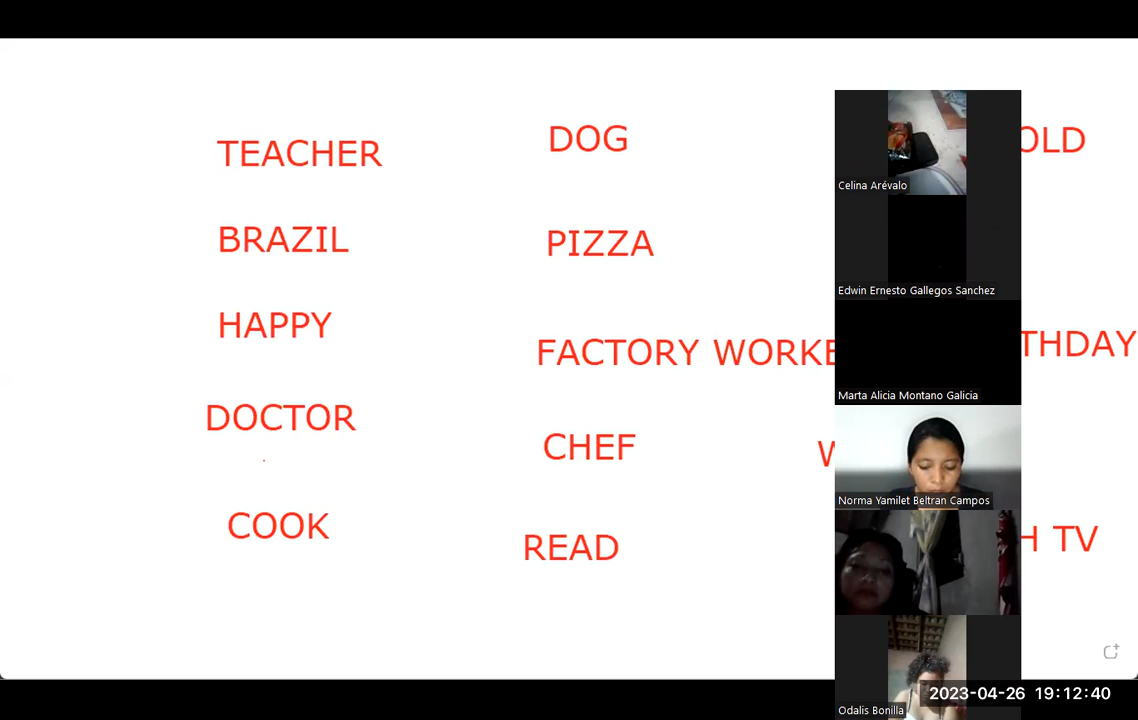 TEACHER
DOG
OLD
BRAZIL
PIZZA
HAPPY
FACTORY WORKE
THDAY
DOCTOR
CHEF
W
COOK
READ
H TV
Celina Arévalo
Edwin Ernesto Gallegos Sanchez
Marta Alicia Montano Galicia
Norma Yamilet Beltran Campos
Odalis Bonilla
2023-04-26 19:12:40